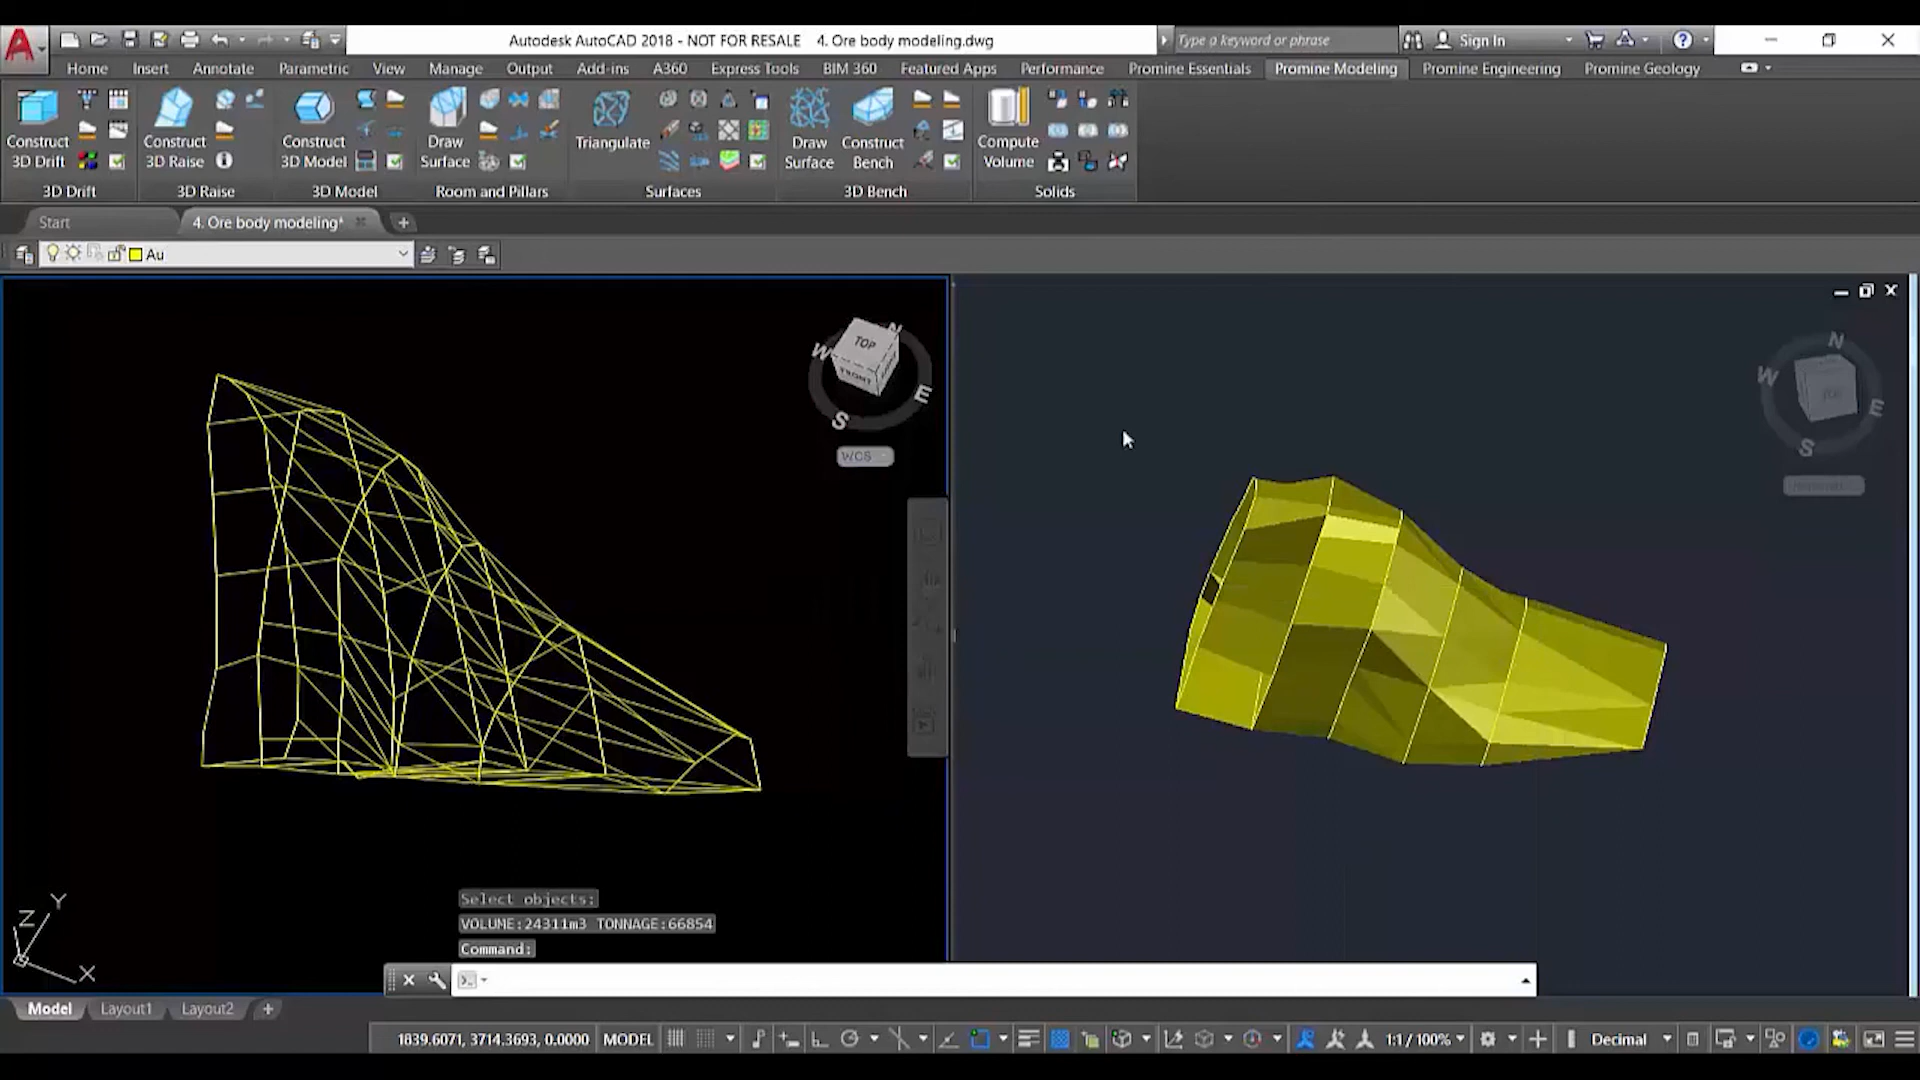 Autodesk AutoCAD 2018 - NOT FOR RESALE 4. Ore body modeling.dwg
Type a keyword or phrase
Sign In
Home Insert Annotate Parametric View Manage Output Add-ins A360 Express Tools BIM 360 Featured Apps Performance Promine Essentials Promine Modeling Promine Engineering Promine Geology
Construct 3D Drift
Construct 3D Raise
Construct 3D Model
Draw Surface
Triangulate
Draw Surface
Construct Bench
Compute Volume
3D Drift 3D Raise 3D Model Room and Pillars Surfaces 3D Bench Solids
Start 4. Ore body modeling*
Au
TOP
FRONT
N
W
E
S
WCS
N
W
E
S
TOP
Select objects:
VOLUME:24311m3 TONNAGE:66854
Command:
Y
Z
X
Model Layout1 Layout2
1839.6071, 3714.3693, 0.0000 MODEL 1:1 / 100% Decimal